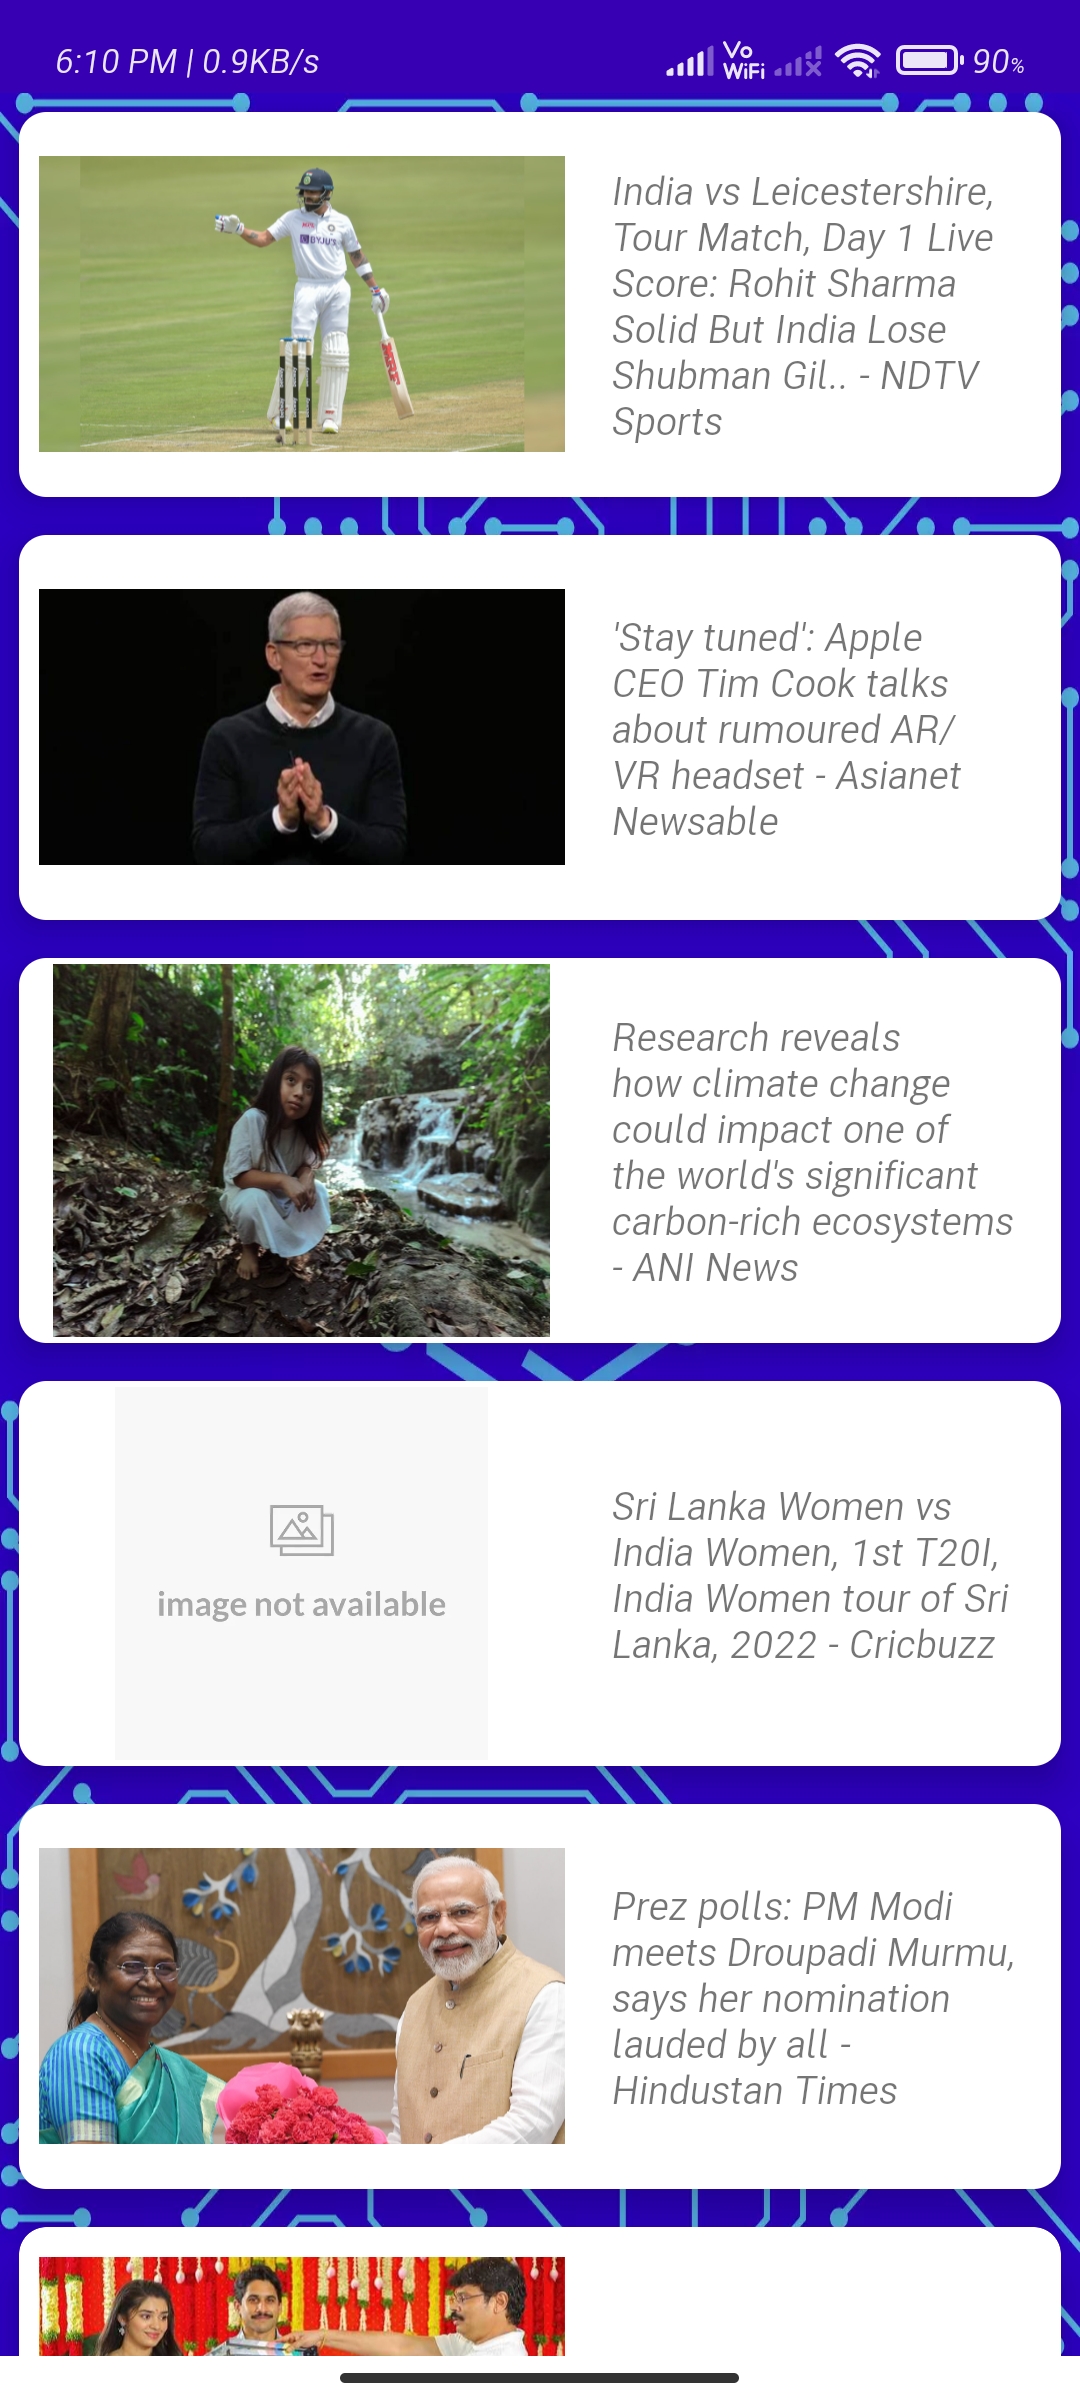 6:10 PM | 0.9KB/s
Vo
WiFi
90%
BYJU'S
MRF
India vs Leicestershire,
Tour Match, Day 1 Live
Score: Rohit Sharma
Solid But India Lose
Shubman Gil.. - NDTV
Sports
'Stay tuned': Apple
CEO Tim Cook talks
about rumoured AR/
VR headset - Asianet
Newsable
Research reveals
how climate change
could impact one of
the world's significant
carbon-rich ecosystems
- ANI News
image not available
Sri Lanka Women vs
India Women, 1st T20I,
India Women tour of Sri
Lanka, 2022 - Cricbuzz
Prez polls: PM Modi
meets Droupadi Murmu,
says her nomination
lauded by all -
Hindustan Times